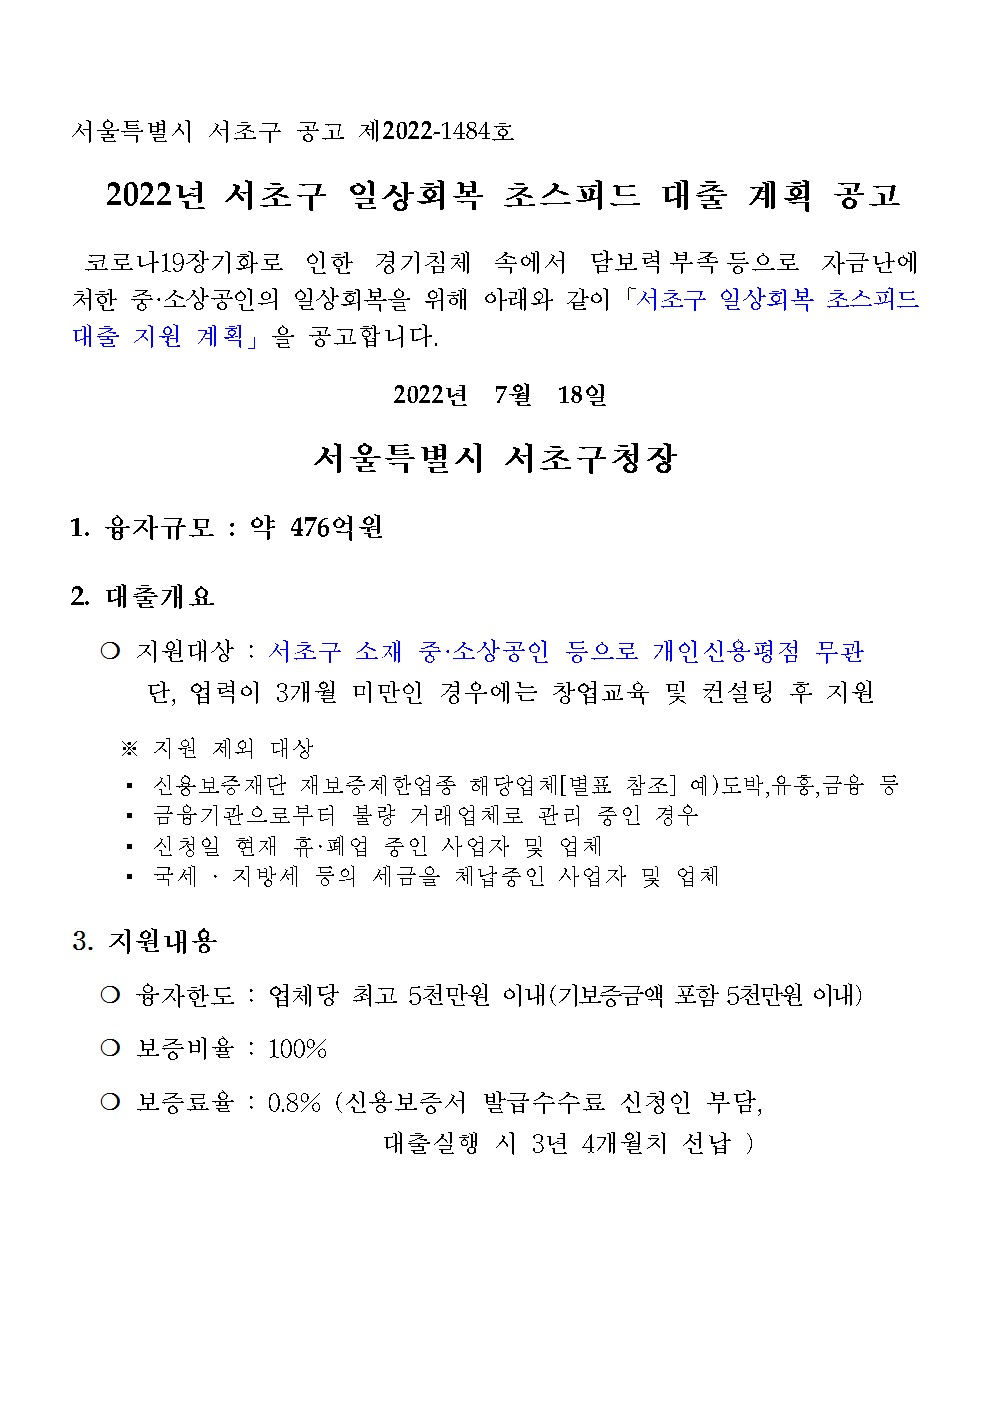 서울특별시 서초구 공고 제2022-1484호
2022년 서초구 일상회복 초스피드 대출 계획 공고
코로나19장기화로 인한 경기침체 속에서 담보력 부족 등으로 자금난에
처한 중·소상공인의 일상회복을 위해 아래와 같이 「서초구 일상회복 초스피드
대출 지원 계획」을 공고합니다.
2022년 7월 18일
서울특별시 서초구청장
1. 융자규모 : 약 476억원
2. 대출개요
❍ 지원대상 : 서초구 소재 중·소상공인 등으로 개인신용평점 무관
단, 업력이 3개월 미만인 경우에는 창업교육 및 컨설팅 후 지원
※ 지원 제외 대상
▪ 신용보증재단 재보증제한업종 해당업체[별표 참조] 예)도박,유흥,금융 등
▪ 금융기관으로부터 불량 거래업체로 관리 중인 경우
▪ 신청일 현재 휴·폐업 중인 사업자 및 업체
▪ 국세 · 지방세 등의 세금을 체납중인 사업자 및 업체
3. 지원내용
❍ 융자한도 : 업체당 최고 5천만원 이내(기보증금액 포함 5천만원 이내)
❍ 보증비율 : 100%
❍ 보증료율 : 0.8% (신용보증서 발급수수료 신청인 부담,
대출실행 시 3년 4개월치 선납 )